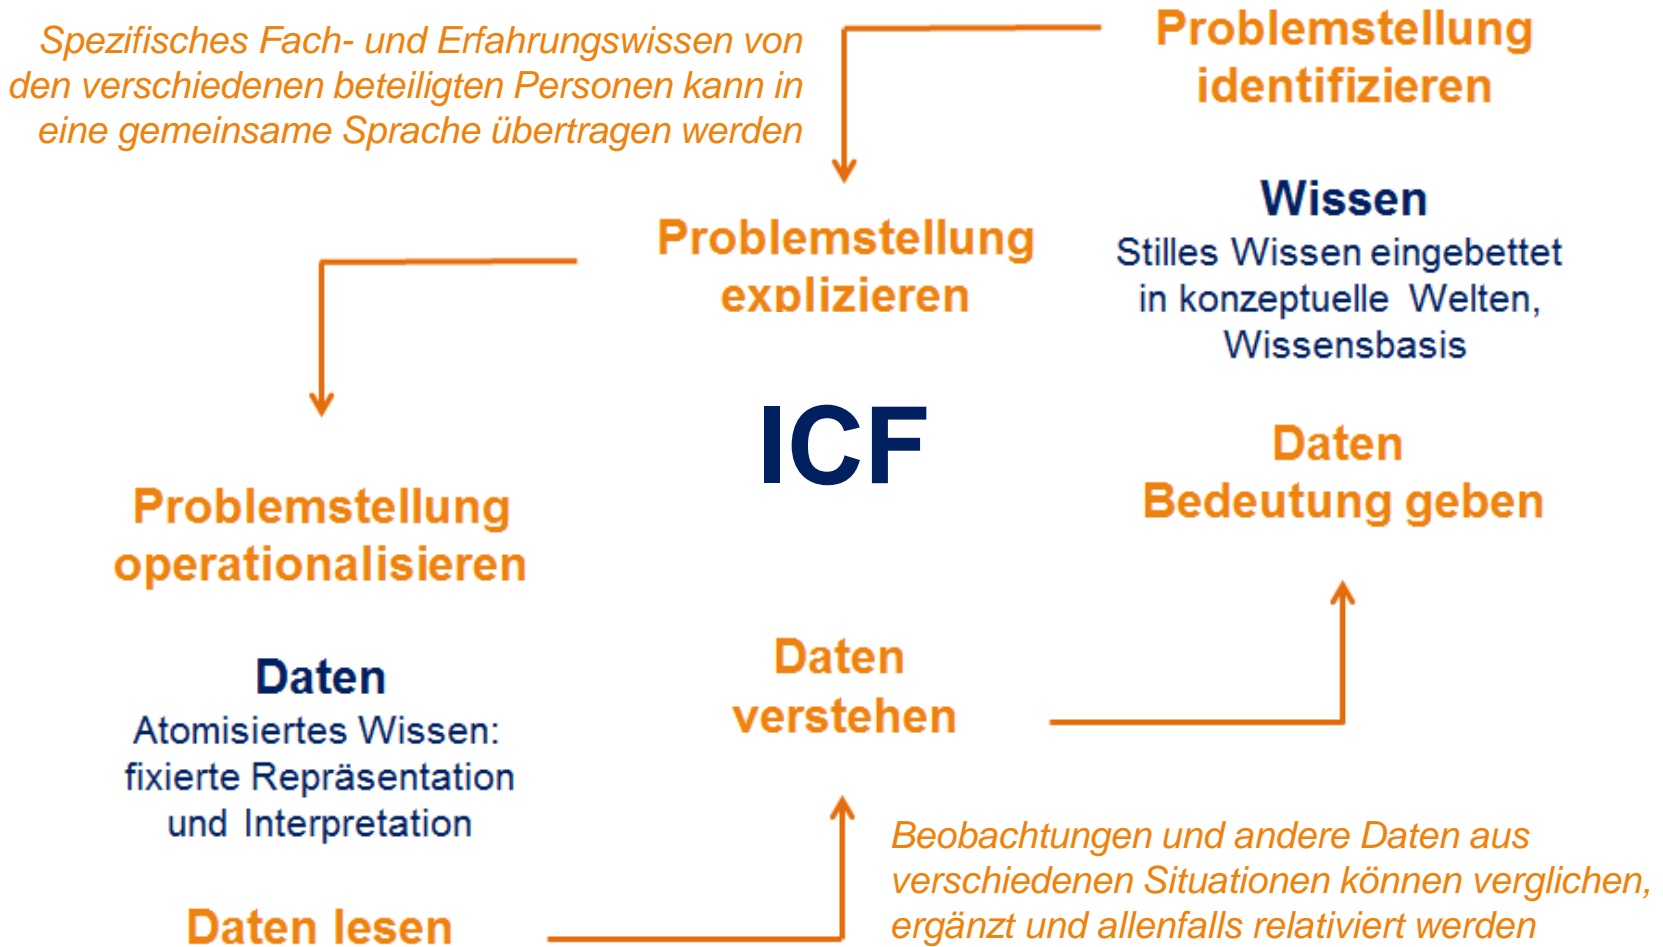 Spezifisches Fach- und Erfahrungswissen von
den verschiedenen beteiligten Personen kann in
eine gemeinsame Sprache übertragen werden
Problemstellung
identifizieren
Wissen
Stilles Wissen eingebettet
in konzeptuelle Welten,
Wissensbasis
Problemstellung
explizieren
ICF
Daten
Bedeutung geben
Problemstellung
operationalisieren
Daten
Atomisiertes Wissen:
fixierte Repräsentation
und Interpretation
Daten
verstehen
Daten lesen
Beobachtungen und andere Daten aus
verschiedenen Situationen können verglichen,
ergänzt und allenfalls relativiert werden